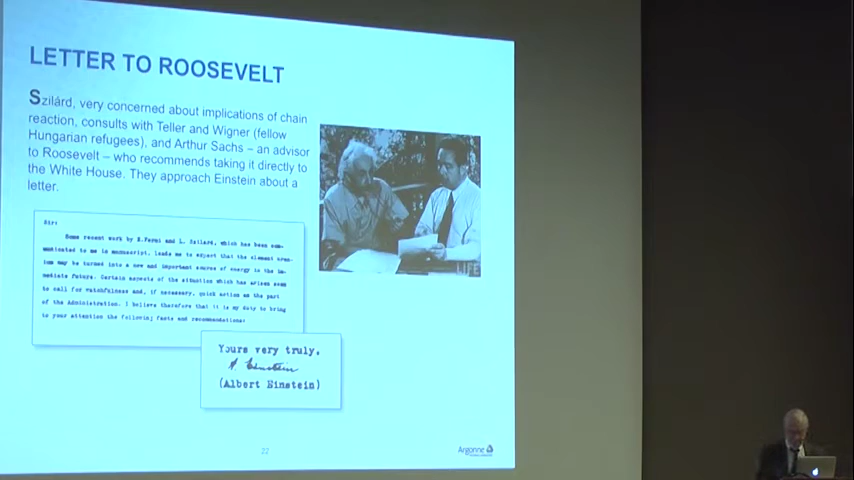 LETTER TO ROOSEVELT
Szilárd, very concerned about implications of chain
reaction, consults with Teller and Wigner (fellow
Hungarian refugees), and Arthur Sachs – an advisor
to Roosevelt – who recommends taking it directly to
the White House. They approach Einstein about a
letter.
LIFE
Sir:
Some recent work by E.Fermi and L. Szilard, which has been com-
municated to me in manuscript, leads me to expect that the element uran-
ium may be turned into a new and important source of energy in the im-
mediate future. Certain aspects of the situation which has arisen seem
to call for watchfulness and, if necessary, quick action on the part
of the Administration. I believe therefore that it is my duty to bring
to your attention the following facts and recommendations:
Yours very truly,
A. Einstein
(Albert Einstein)
22
Argonne